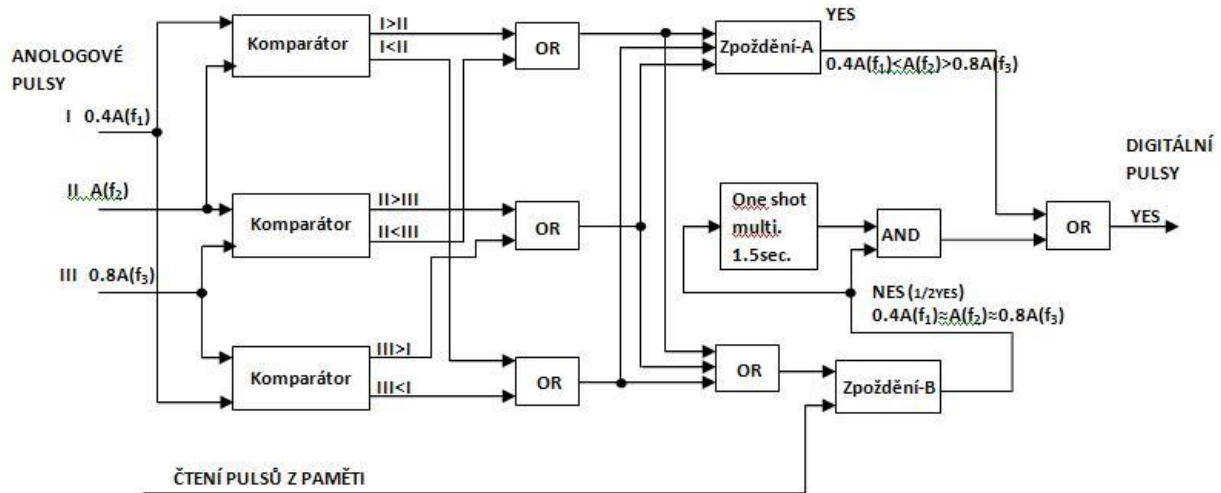 ANOLOGOVÉ
PULSY
I 0.4A(f₁)
II A(f₂)
III 0.8A(f₃)
Komparátor
I>II
I<II
Komparátor
II>III
II<III
Komparátor
III>I
III<I
OR
OR
OR
Zpoždění-A
YES
0.4A(f₁)<A(f₂)>0.8A(f₃)
One shot
multi.
1.5sec.
AND
NES (1/2YES)
0.4A(f₁)≈A(f₂)≈0.8A(f₃)
OR
Zpoždění-B
DIGITÁLNÍ
PULSY
OR
YES
ČTENÍ PULSŮ Z PAMĚTI